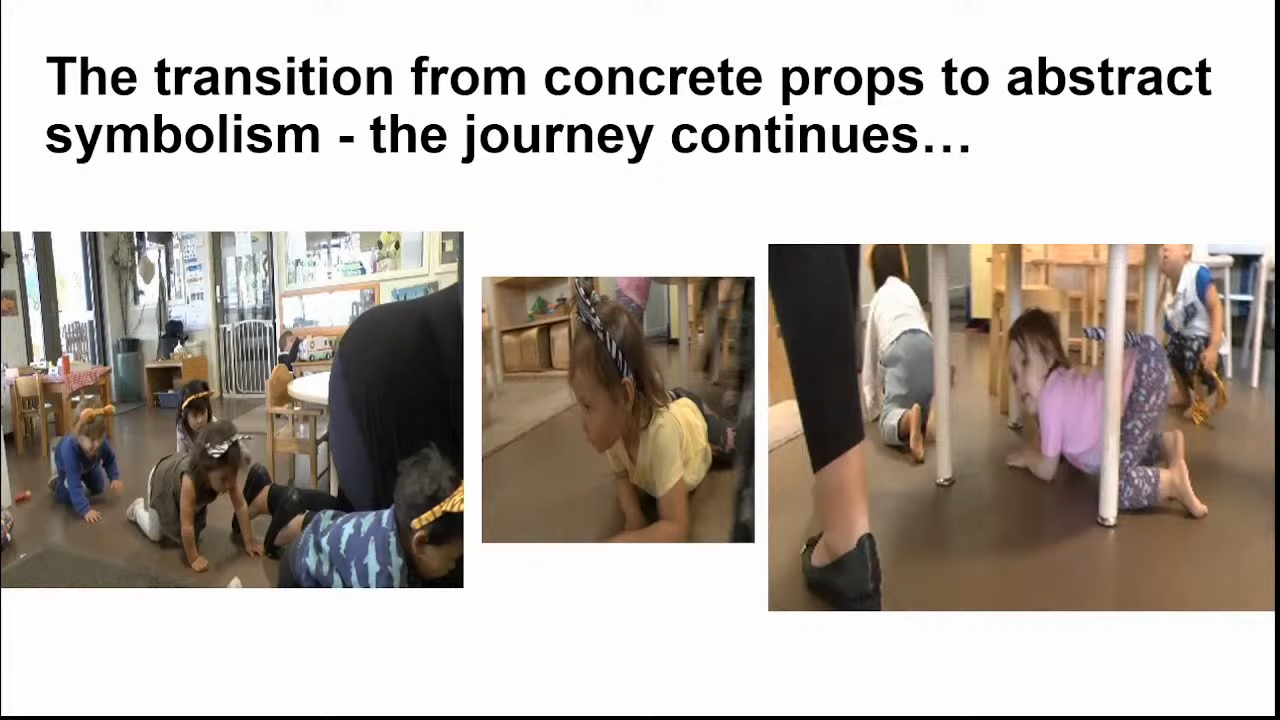 The transition from concrete props to abstract
symbolism - the journey continues…